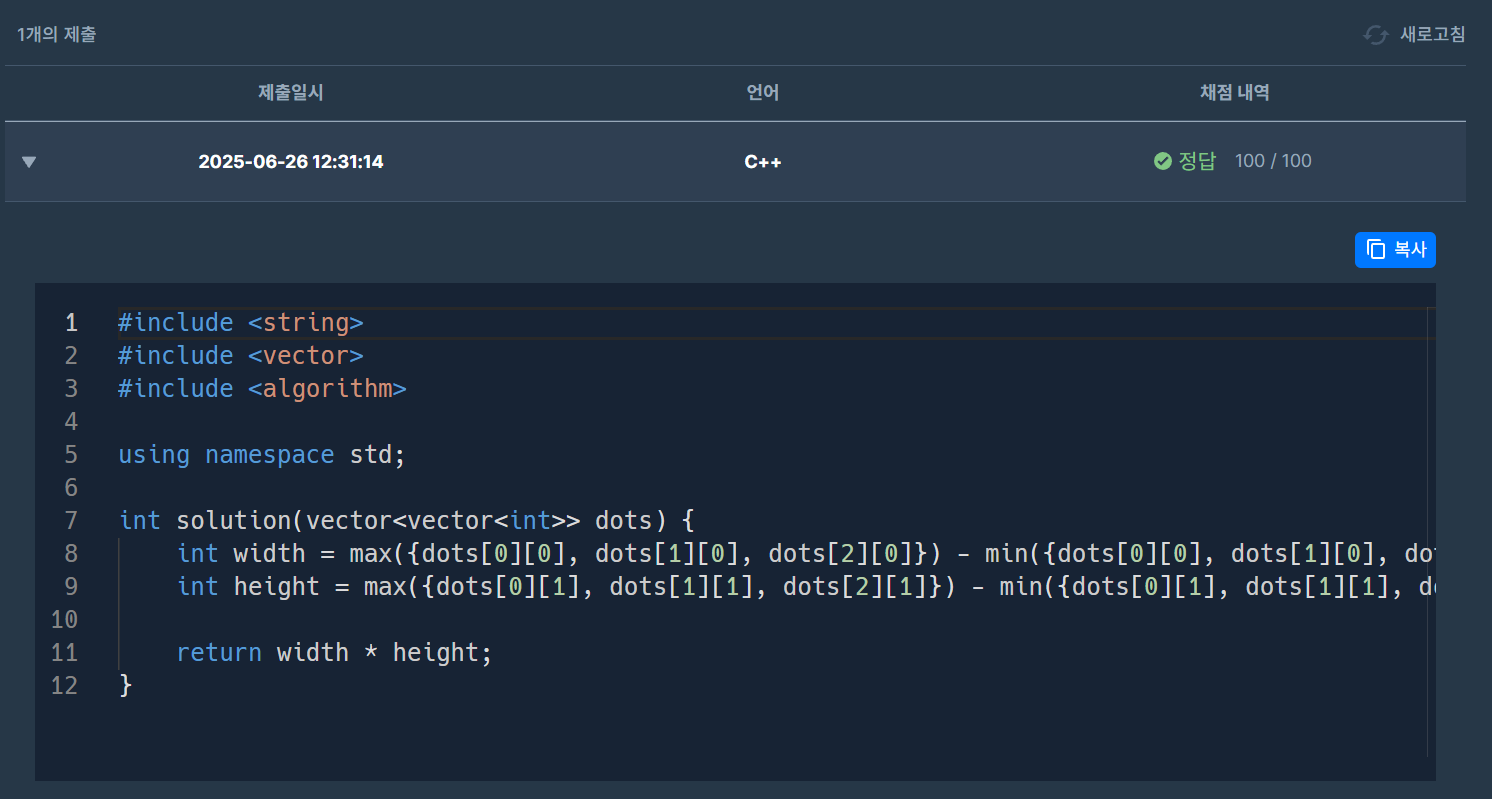 1개의 제출
새로고침
제출일시 언어 채점 내역
2025-06-26 12:31:14 C++ 정답 100 / 100
복사
1 #include <string>
2 #include <vector>
3 #include <algorithm>
4
5 using namespace std;
6
7 int solution(vector<vector<int>> dots) {
8 int width = max({dots[0][0], dots[1][0], dots[2][0]}) - min({dots[0][0], dots[1][0],
9 int height = max({dots[0][1], dots[1][1], dots[2][1]}) - min({dots[0][1], dots[1][1],
10
11 return width * height;
12 }